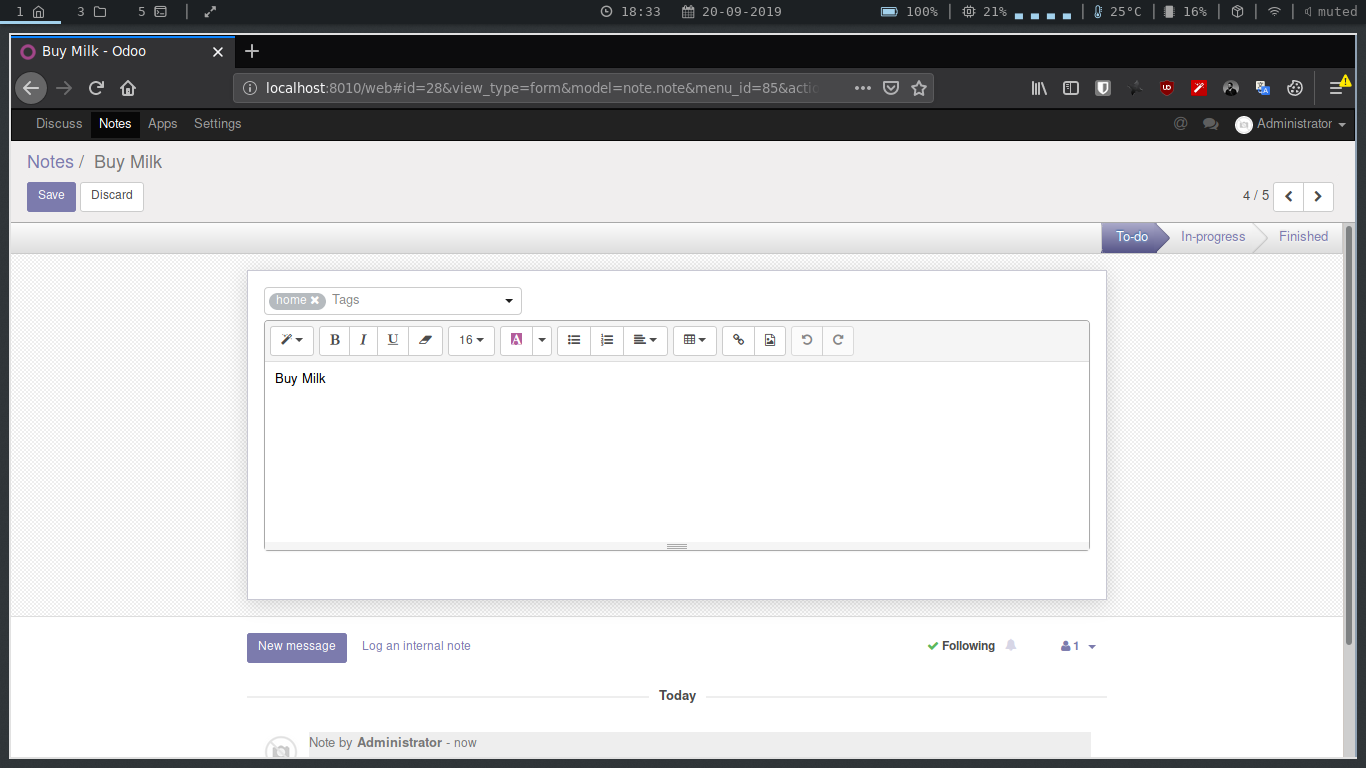 1 3 5 18:33 20-09-2019 100% 21% 25°C 16% muted
Buy Milk - Odoo
localhost:8010/web#id=28&view_type=form&model=note.note&menu_id=85&actio
Discuss Notes Apps Settings Administrator
Notes / Buy Milk
Save Discard 4 / 5
To-do In-progress Finished
home Tags
B I U 16 A
Buy Milk
New message Log an internal note Following 1
Today
Note by Administrator - now